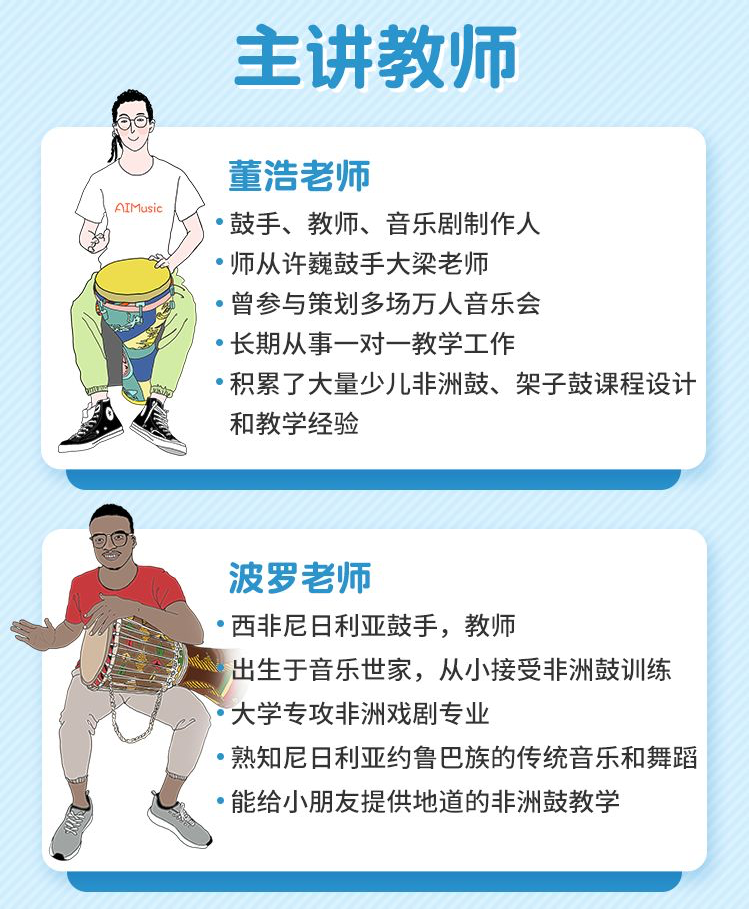 主讲教师
AIMusic
董浩老师
•鼓手、教师、音乐剧制作人
•师从许巍鼓手大梁老师
•曾参与策划多场万人音乐会
•长期从事一对一教学工作
•积累了大量少儿非洲鼓、架子鼓课程设计
和教学经验
波罗老师
•西非尼日利亚鼓手，教师
•出生于音乐世家，从小接受非洲鼓训练
•大学专攻非洲戏剧专业
•熟知尼日利亚约鲁巴族的传统音乐和舞蹈
•能给小朋友提供地道的非洲鼓教学